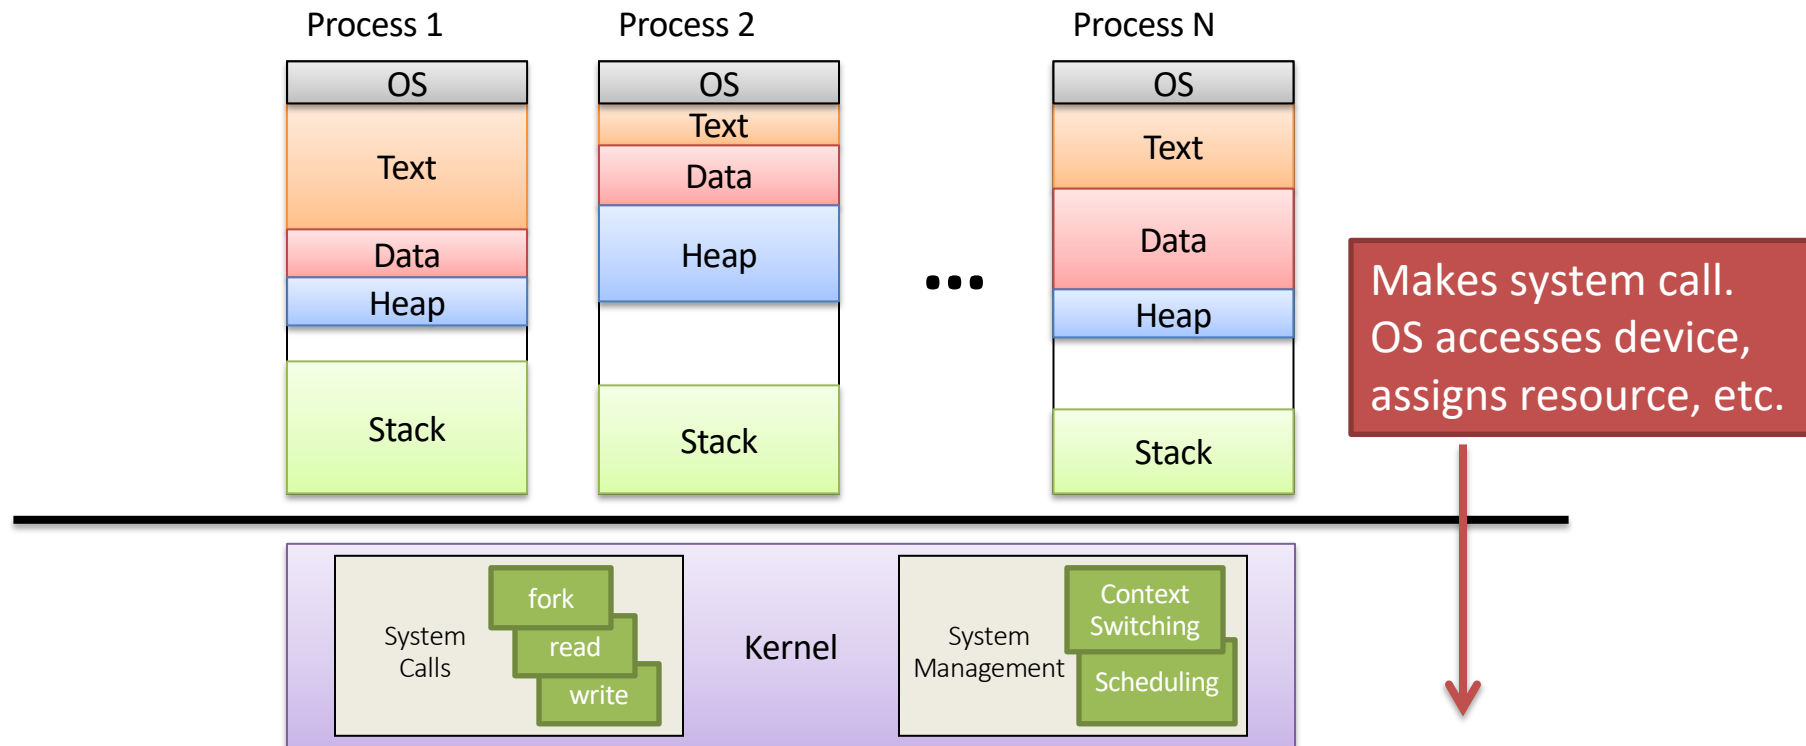 Process 1
Process 2
Process N
OS
Text
Data
Heap
Stack
OS
Text
Data
Heap
Stack
...
OS
Text
Data
Heap
Stack
Makes system call.
OS accesses device,
assigns resource, etc.
System
Calls
fork
read
write
Kernel
System
Management
Context
Switching
Scheduling